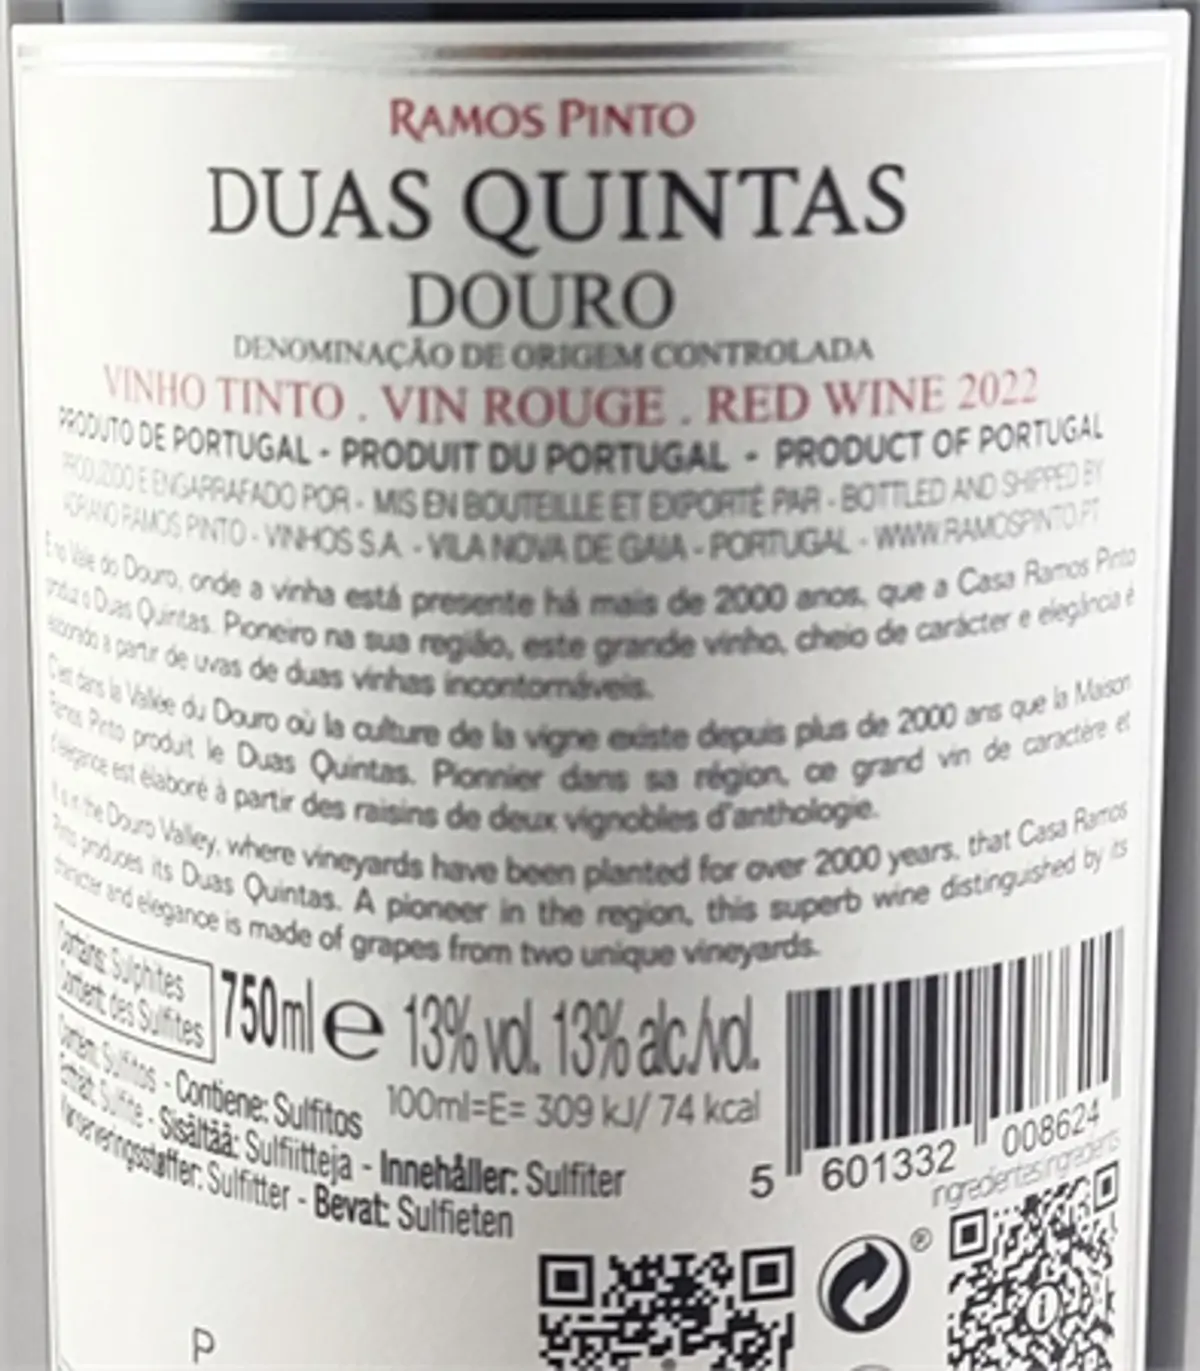 RAMOS PINTO
DUAS QUINTAS
DOURO
DENOMINAÇÃO DE ORIGEM CONTROLADA
VINHO TINTO . VIN ROUGE . RED WINE 2022
PRODUTO DE PORTUGAL - PRODUIT DU PORTUGAL - PRODUCT OF PORTUGAL
PRODUZIDO E ENGARRAFADO POR - MIS EN BOUTEILLE ET EXPORTÉ PAR - BOTTLED AND SHIPPED BY
ADRIANO RAMOS PINTO - VINHOS S.A. - VILA NOVA DE GAIA - PORTUGAL - WWW.RAMOSPINTO.PT
É no Vale do Douro, onde a vinha está presente há mais de 2000 anos, que a Casa Ramos Pinto
produz o Duas Quintas. Pioneiro na sua região, este grande vinho, cheio de carácter e elegância é
elaborado a partir de uvas de duas vinhas incontornáveis.
C'est dans la Vallée du Douro où la culture de la vigne existe depuis plus de 2000 ans que la Maison
Ramos Pinto produit le Duas Quintas. Pionnier dans sa région, ce grand vin de caractère et
d'élégance est élaboré à partir des raisins de deux vignobles d'anthologie.
It is in the Douro Valley, where vineyards have been planted for over 2000 years, that Casa Ramos
Pinto produces its Duas Quintas. A pioneer in the region, this superb wine distinguished by its
character and elegance is made of grapes from two unique vineyards.
Contains: Sulphites
Contient: des Sulfites
750ml e 13% vol. 13% alc./vol.
100ml=E= 309 kJ/ 74 kcal
Contem: Sulfitos - Contiene: Sulfitos
Enthält: Sulfite - Sisältää: Sulfiitteja - Innehåller: Sulfiter
Konserveringsstoffer: Sulfitter - Bevat: Sulfieten
5 601332 008624
ingredientes ingredients
®
i
P